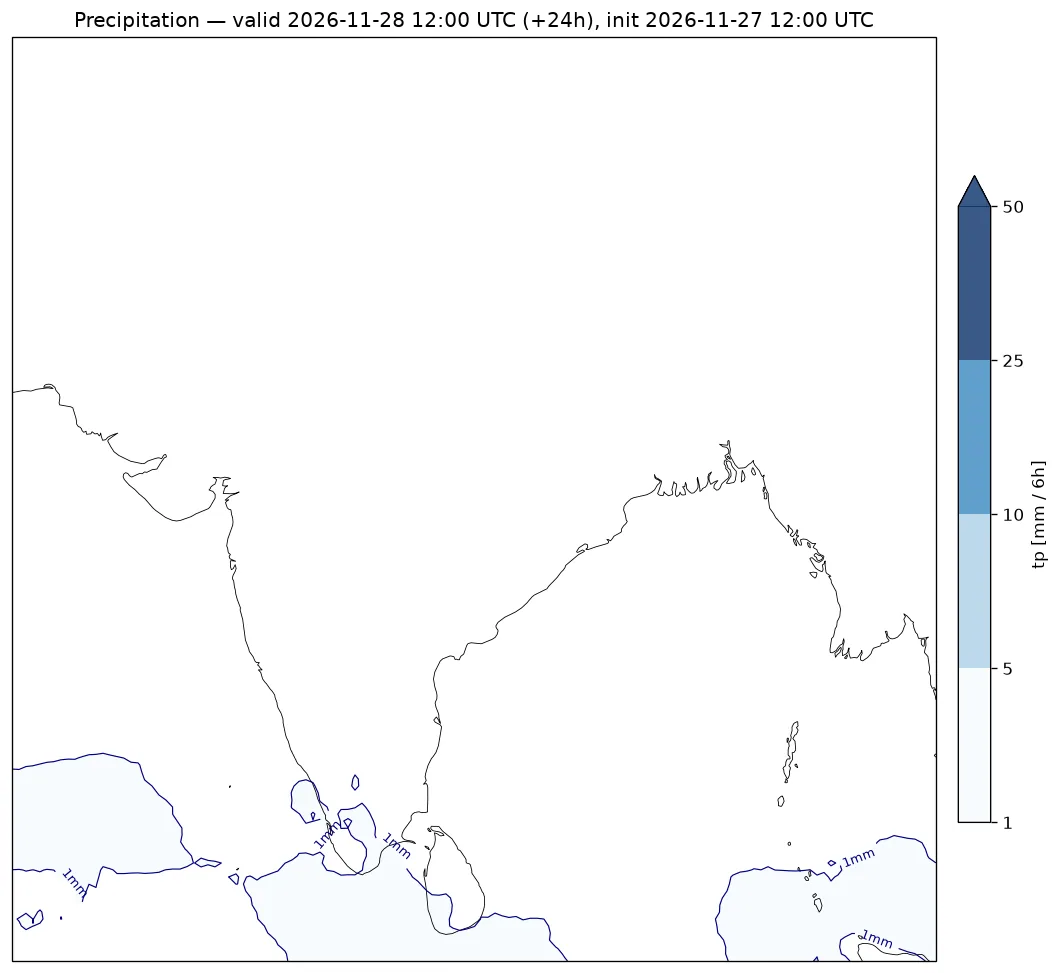 Precipitation — valid 2026-11-28 12:00 UTC (+24h), init 2026-11-27 12:00 UTC
50
25
10
5
1
tp [mm / 6h]
1mm
1mm
1mm
1mm
1mm